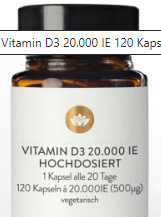 Vitamin D3 20.000 IE 120 Kaps
VITAMIN D3 20.000 IE
HOCHDOSIERT
1 Kapsel alle 20 Tage
120 Kapseln à 20.000IE (500µg)
vegetarisch